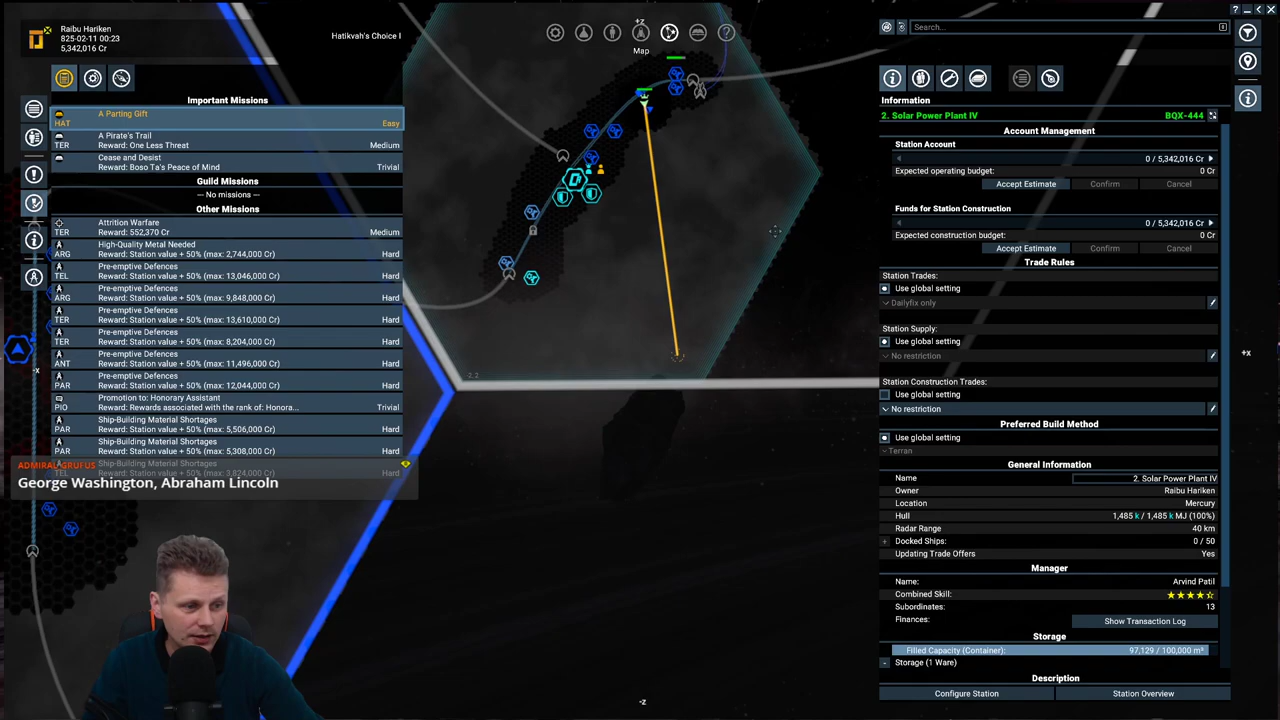 Raibu Hariken
825-02-11 00:23
5,342,016 Cr
Hatikvah's Choice I
+z
Map
Important Missions
A Parting Gift
HAT Easy
A Pirate's Trail
TER Reward: One Less Threat Medium
Cease and Desist
Reward: Boso Ta's Peace of Mind Trivial
Guild Missions
-- No missions --
Other Missions
Attrition Warfare
TER Reward: 552,370 Cr Medium
High-Quality Metal Needed
ARG Reward: Station value + 50% (max: 2,744,000 Cr) Hard
Pre-emptive Defences
TEL Reward: Station value + 50% (max: 13,046,000 Cr) Hard
Pre-emptive Defences
ARG Reward: Station value + 50% (max: 9,848,000 Cr) Hard
Pre-emptive Defences
TER Reward: Station value + 50% (max: 13,610,000 Cr) Hard
Pre-emptive Defences
TER Reward: Station value + 50% (max: 8,204,000 Cr) Hard
Pre-emptive Defences
ANT Reward: Station value + 50% (max: 11,496,000 Cr) Hard
Pre-emptive Defences
PAR Reward: Station value + 50% (max: 12,044,000 Cr) Hard
Promotion to: Honorary Assistant
PIO Reward: Rewards associated with the rank of: Honora... Trivial
Ship-Building Material Shortages
PAR Reward: Station value + 50% (max: 5,506,000 Cr) Hard
Ship-Building Material Shortages
PAR Reward: Station value + 50% (max: 5,308,000 Cr) Hard
Ship-Building Material Shortages
TEL Reward: Station value + 50% (max: 3,824,000 Cr) Hard
ADMIRAL GRUFUS
George Washington, Abraham Lincoln
-x
+x
-z
Search...
Information
2. Solar Power Plant IV BQX-444
Account Management
Station Account
0 / 5,342,016 Cr
Expected operating budget: 0 Cr
Accept Estimate Confirm Cancel
Funds for Station Construction
0 / 5,342,016 Cr
Expected construction budget: 0 Cr
Accept Estimate Confirm Cancel
Trade Rules
Station Trades:
Use global setting
Dailyfix only
Station Supply:
Use global setting
No restriction
Station Construction Trades:
Use global setting
No restriction
Preferred Build Method
Use global setting
Terran
General Information
Name 2. Solar Power Plant IV
Owner Raibu Hariken
Location Mercury
Hull 1,485 k / 1,485 k MJ (100%)
Radar Range 40 km
+ Docked Ships: 0 / 50
Updating Trade Offers Yes
Manager
Name: Arvind Patil
Combined Skill:
Subordinates: 13
Finances: Show Transaction Log
Storage
Filled Capacity (Container): 97,129 / 100,000 m³
- Storage (1 Ware)
Description
Configure Station Station Overview